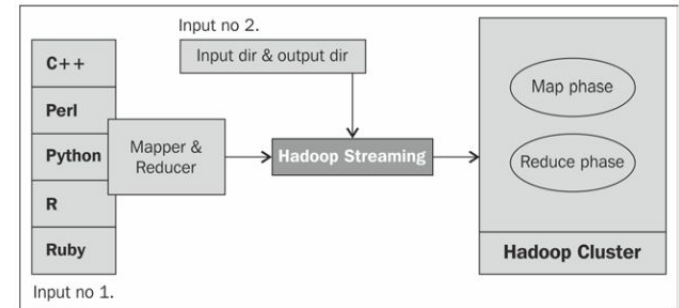 Input no 2.
Input dir & output dir
C++
Perl
Python
R
Ruby
Input no 1.
Mapper &
Reducer
Hadoop Streaming
Map phase
Reduce phase
Hadoop Cluster